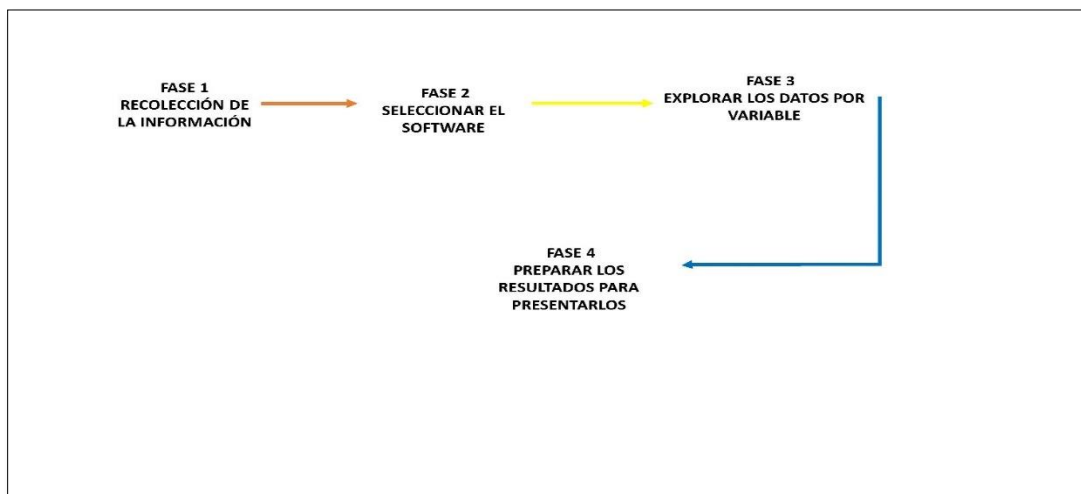 FASE 1
RECOLECCIÓN DE
LA INFORMACIÓN
FASE 2
SELECCIONAR EL
SOFTWARE
FASE 3
EXPLORAR LOS DATOS POR
VARIABLE
FASE 4
PREPARAR LOS
RESULTADOS PARA
PRESENTARLOS